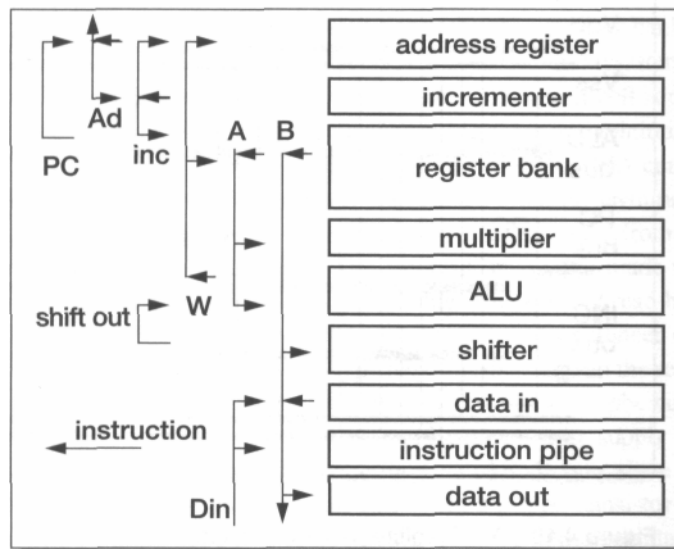 address register
Ad
incrementer
PC
inc
A
B
register bank
multiplier
W
ALU
shift out
shifter
data in
instruction
instruction pipe
Din
data out